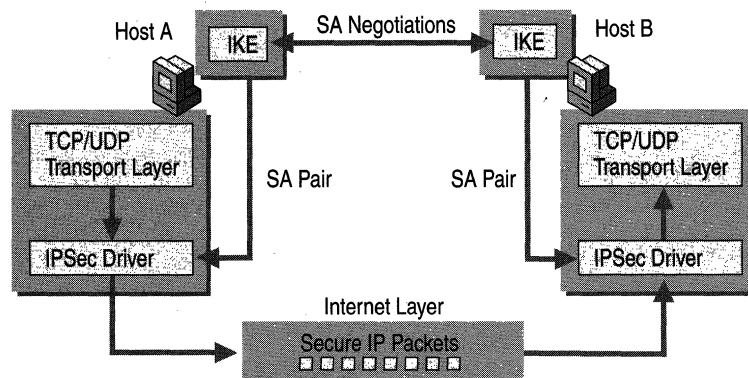 Host A
IKE
SA Negotiations
IKE
Host B
TCP/UDP
Transport Layer
SA Pair
SA Pair
TCP/UDP
Transport Layer
IPSec Driver
IPSec Driver
Internet Layer
Secure IP Packets